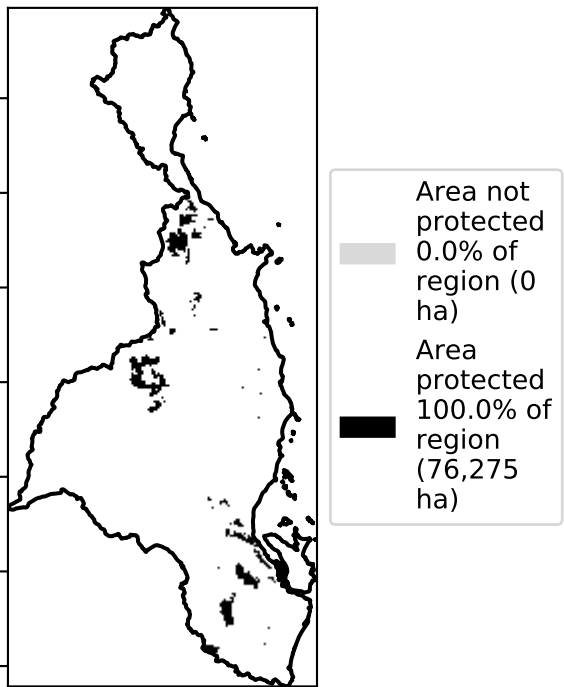 Area not
protected
0.0% of
region (0
ha)
Area
protected
100.0% of
region
(76,275
ha)